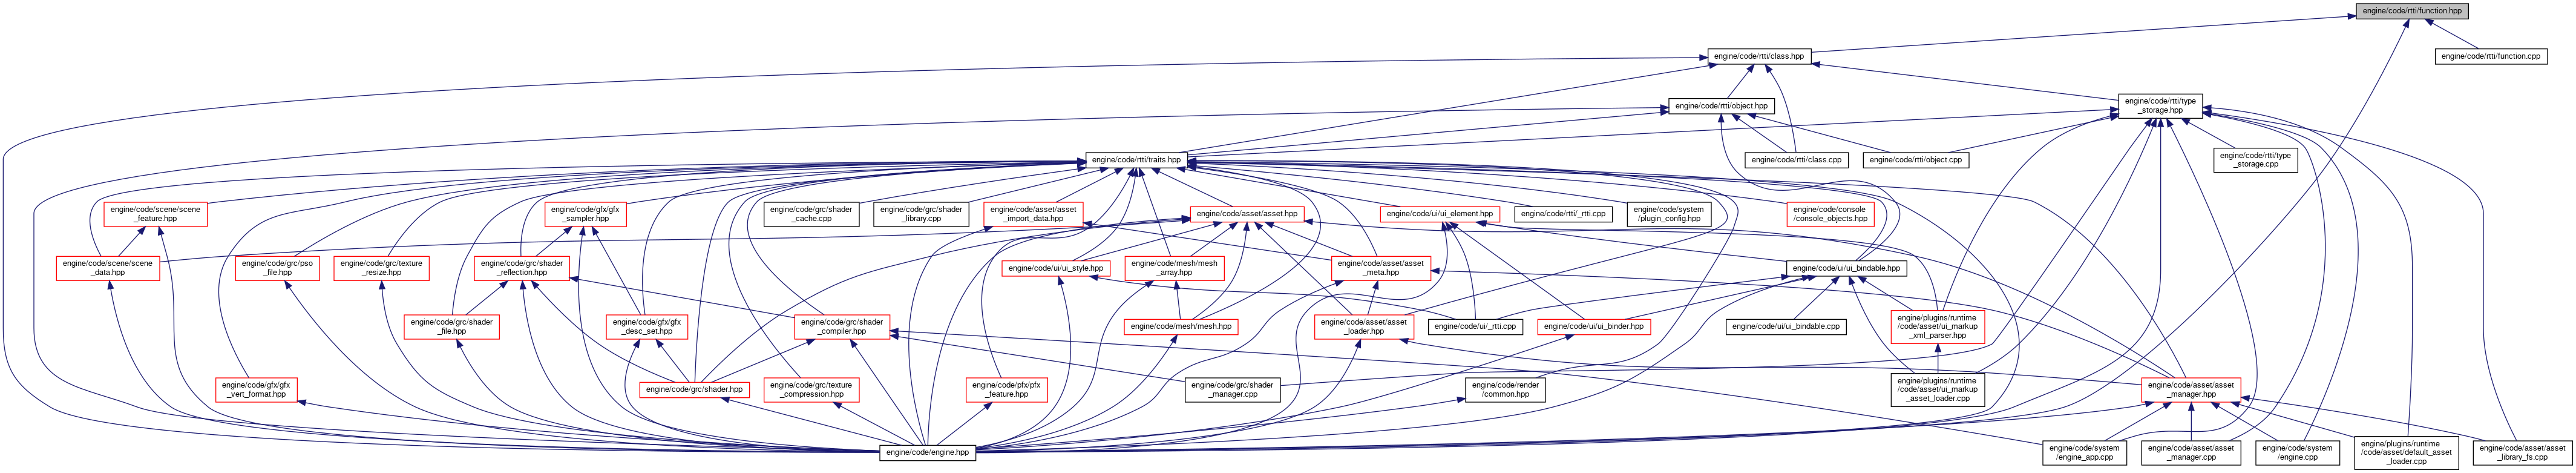 engine/code/rtti/function.hpp
engine/code/rtti/class.hpp
engine/code/rtti/function.cpp
engine/code/rtti/object.hpp
engine/code/rtti/type
_storage.hpp
engine/code/rtti/traits.hpp
engine/code/rtti/class.cpp
engine/code/rtti/object.cpp
engine/code/rtti/type
_storage.cpp
engine/code/scene/scene
_feature.hpp
engine/code/gfx/gfx
_sampler.hpp
engine/code/grc/shader
_cache.cpp
engine/code/grc/shader
_library.cpp
engine/code/asset/asset
_import_data.hpp
engine/code/asset/asset.hpp
engine/code/ui/ui_element.hpp
engine/code/rtti/_rtti.cpp
engine/code/system
/plugin_config.hpp
engine/code/console
/console_objects.hpp
engine/code/scene/scene
_data.hpp
engine/code/grc/pso
_file.hpp
engine/code/grc/texture
_resize.hpp
engine/code/grc/shader
_reflection.hpp
engine/code/ui/ui_style.hpp
engine/code/mesh/mesh
_array.hpp
engine/code/asset/asset
_meta.hpp
engine/code/ui/ui_bindable.hpp
engine/code/grc/shader
_file.hpp
engine/code/gfx/gfx
_desc_set.hpp
engine/code/grc/shader
_compiler.hpp
engine/code/mesh/mesh.hpp
engine/code/asset/asset
_loader.hpp
engine/code/ui/_rtti.cpp
engine/code/ui/ui_binder.hpp
engine/code/ui/ui_bindable.cpp
engine/plugins/runtime
/code/asset/ui_markup
_xml_parser.hpp
engine/code/gfx/gfx
_vert_format.hpp
engine/code/grc/shader.hpp
engine/code/grc/texture
_compression.hpp
engine/code/pfx/pfx
_feature.hpp
engine/code/grc/shader
_manager.cpp
engine/code/render
/common.hpp
engine/plugins/runtime
/code/asset/ui_markup
_asset_loader.cpp
engine/code/asset/asset
_manager.hpp
engine/code/engine.hpp
engine/code/system
/engine_app.cpp
engine/code/asset/asset
_manager.cpp
engine/code/system
/engine.cpp
engine/plugins/runtime
/code/asset/default_asset
_loader.cpp
engine/code/asset/asset
_library_fs.cpp